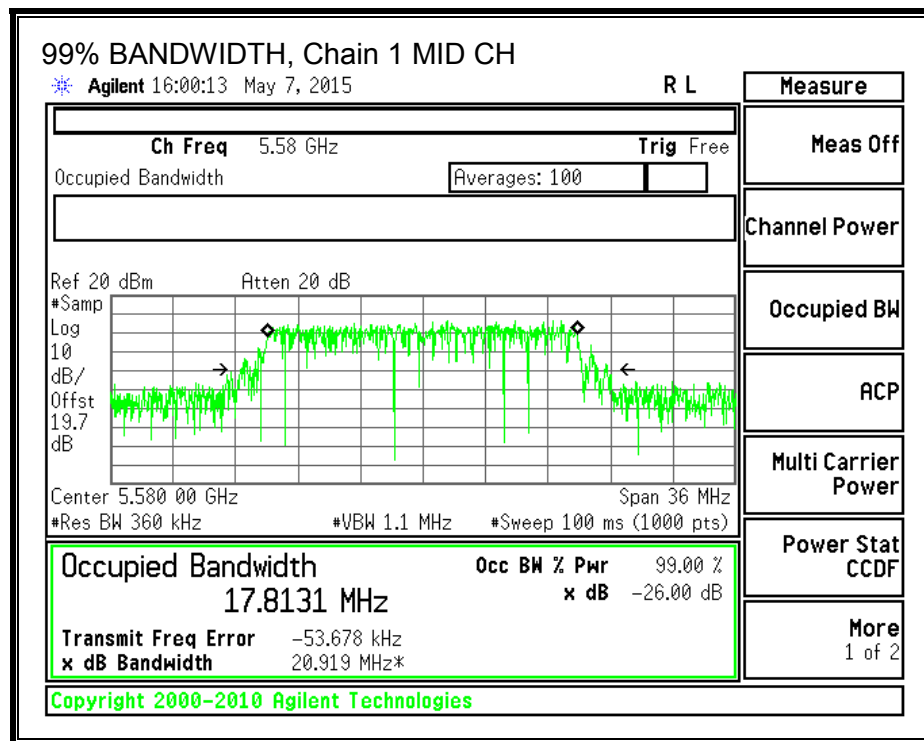 99% BANDWIDTH, Chain 1 MID CH
Agilent 16:00:13 May 7, 2015 R L
Measure
Ch Freq 5.58 GHz Trig Free
Occupied Bandwidth Averages: 100
Meas Off
Channel Power
Occupied BW
ACP
Multi Carrier
Power
Power Stat
CCDF
More
1 of 2
Ref 20 dBm Atten 20 dB
#Samp
Log
10
dB/
Offst
19.7
dB
Center 5.580 00 GHz Span 36 MHz
#Res BW 360 kHz #VBW 1.1 MHz #Sweep 100 ms (1000 pts)
Occupied Bandwidth Occ BW % Pwr 99.00 %
17.8131 MHz x dB -26.00 dB
Transmit Freq Error -53.678 kHz
x dB Bandwidth 20.919 MHz*
Copyright 2000-2010 Agilent Technologies